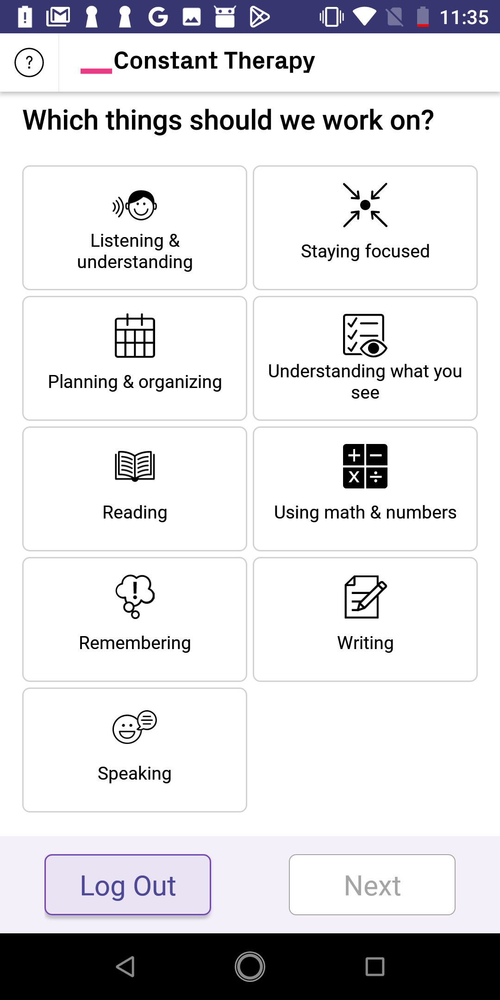 11:35
?
Constant Therapy
Which things should we work on?
Listening &
understanding
Staying focused
Planning & organizing
Understanding what you
see
Reading
Using math & numbers
Remembering
Writing
Speaking
Log Out
Next